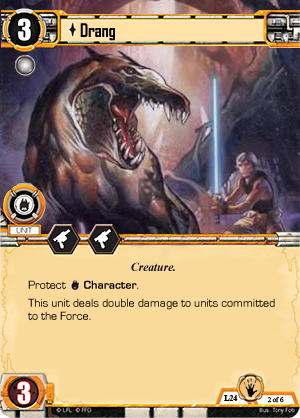 3
Drang
UNIT
Creature.
Protect Character.
This unit deals double damage to units committed
to the Force.
3
L24
2 of 6
© LFL © FFG
Illus. Tony Foti